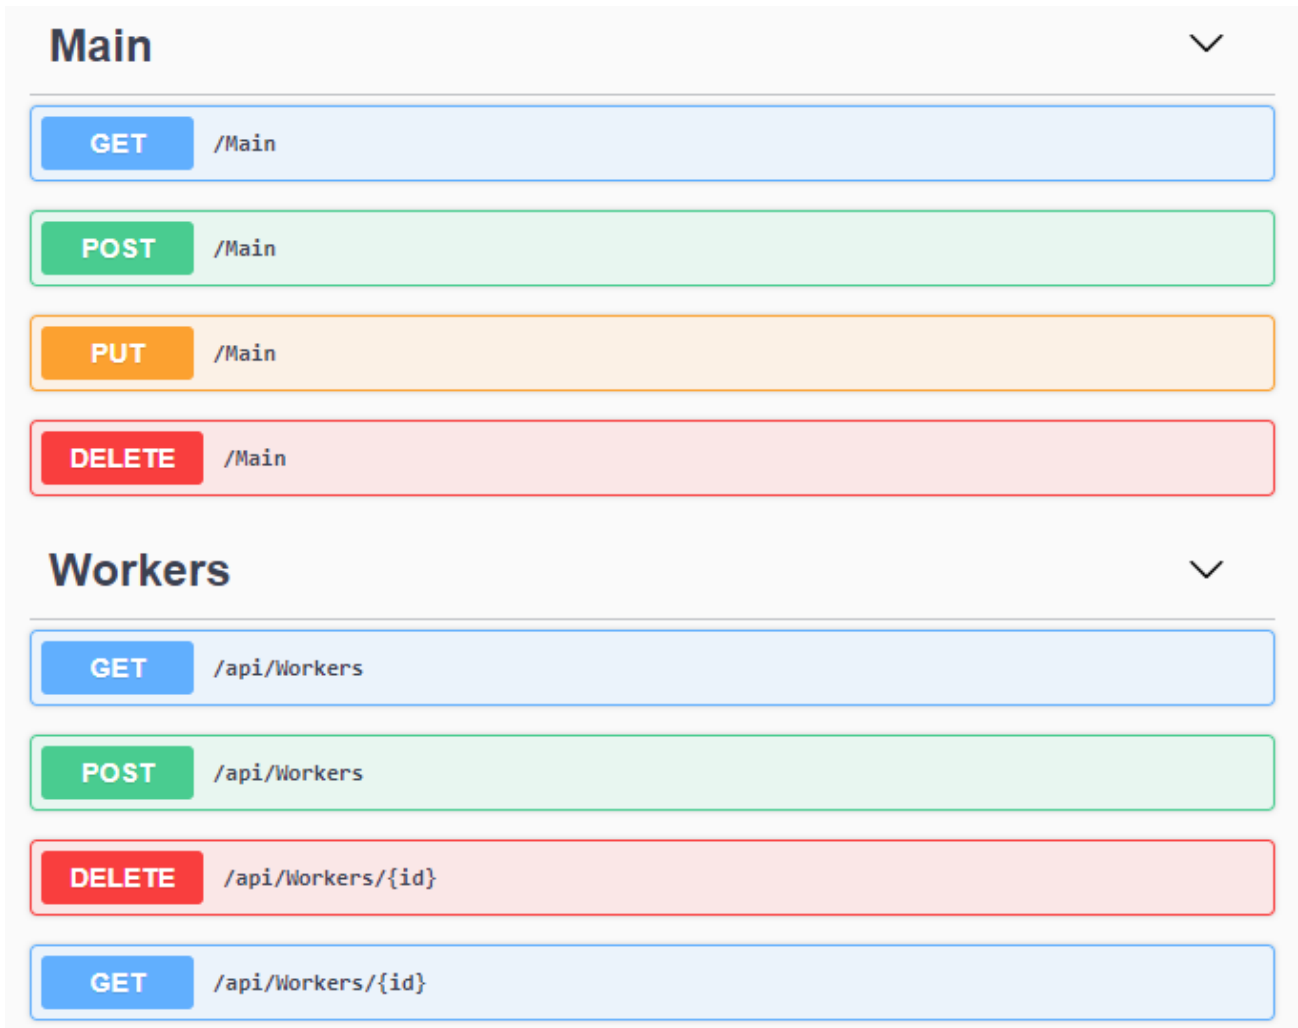 Main
GET /Main
POST /Main
PUT /Main
DELETE /Main
Workers
GET /api/Workers
POST /api/Workers
DELETE /api/Workers/{id}
GET /api/Workers/{id}